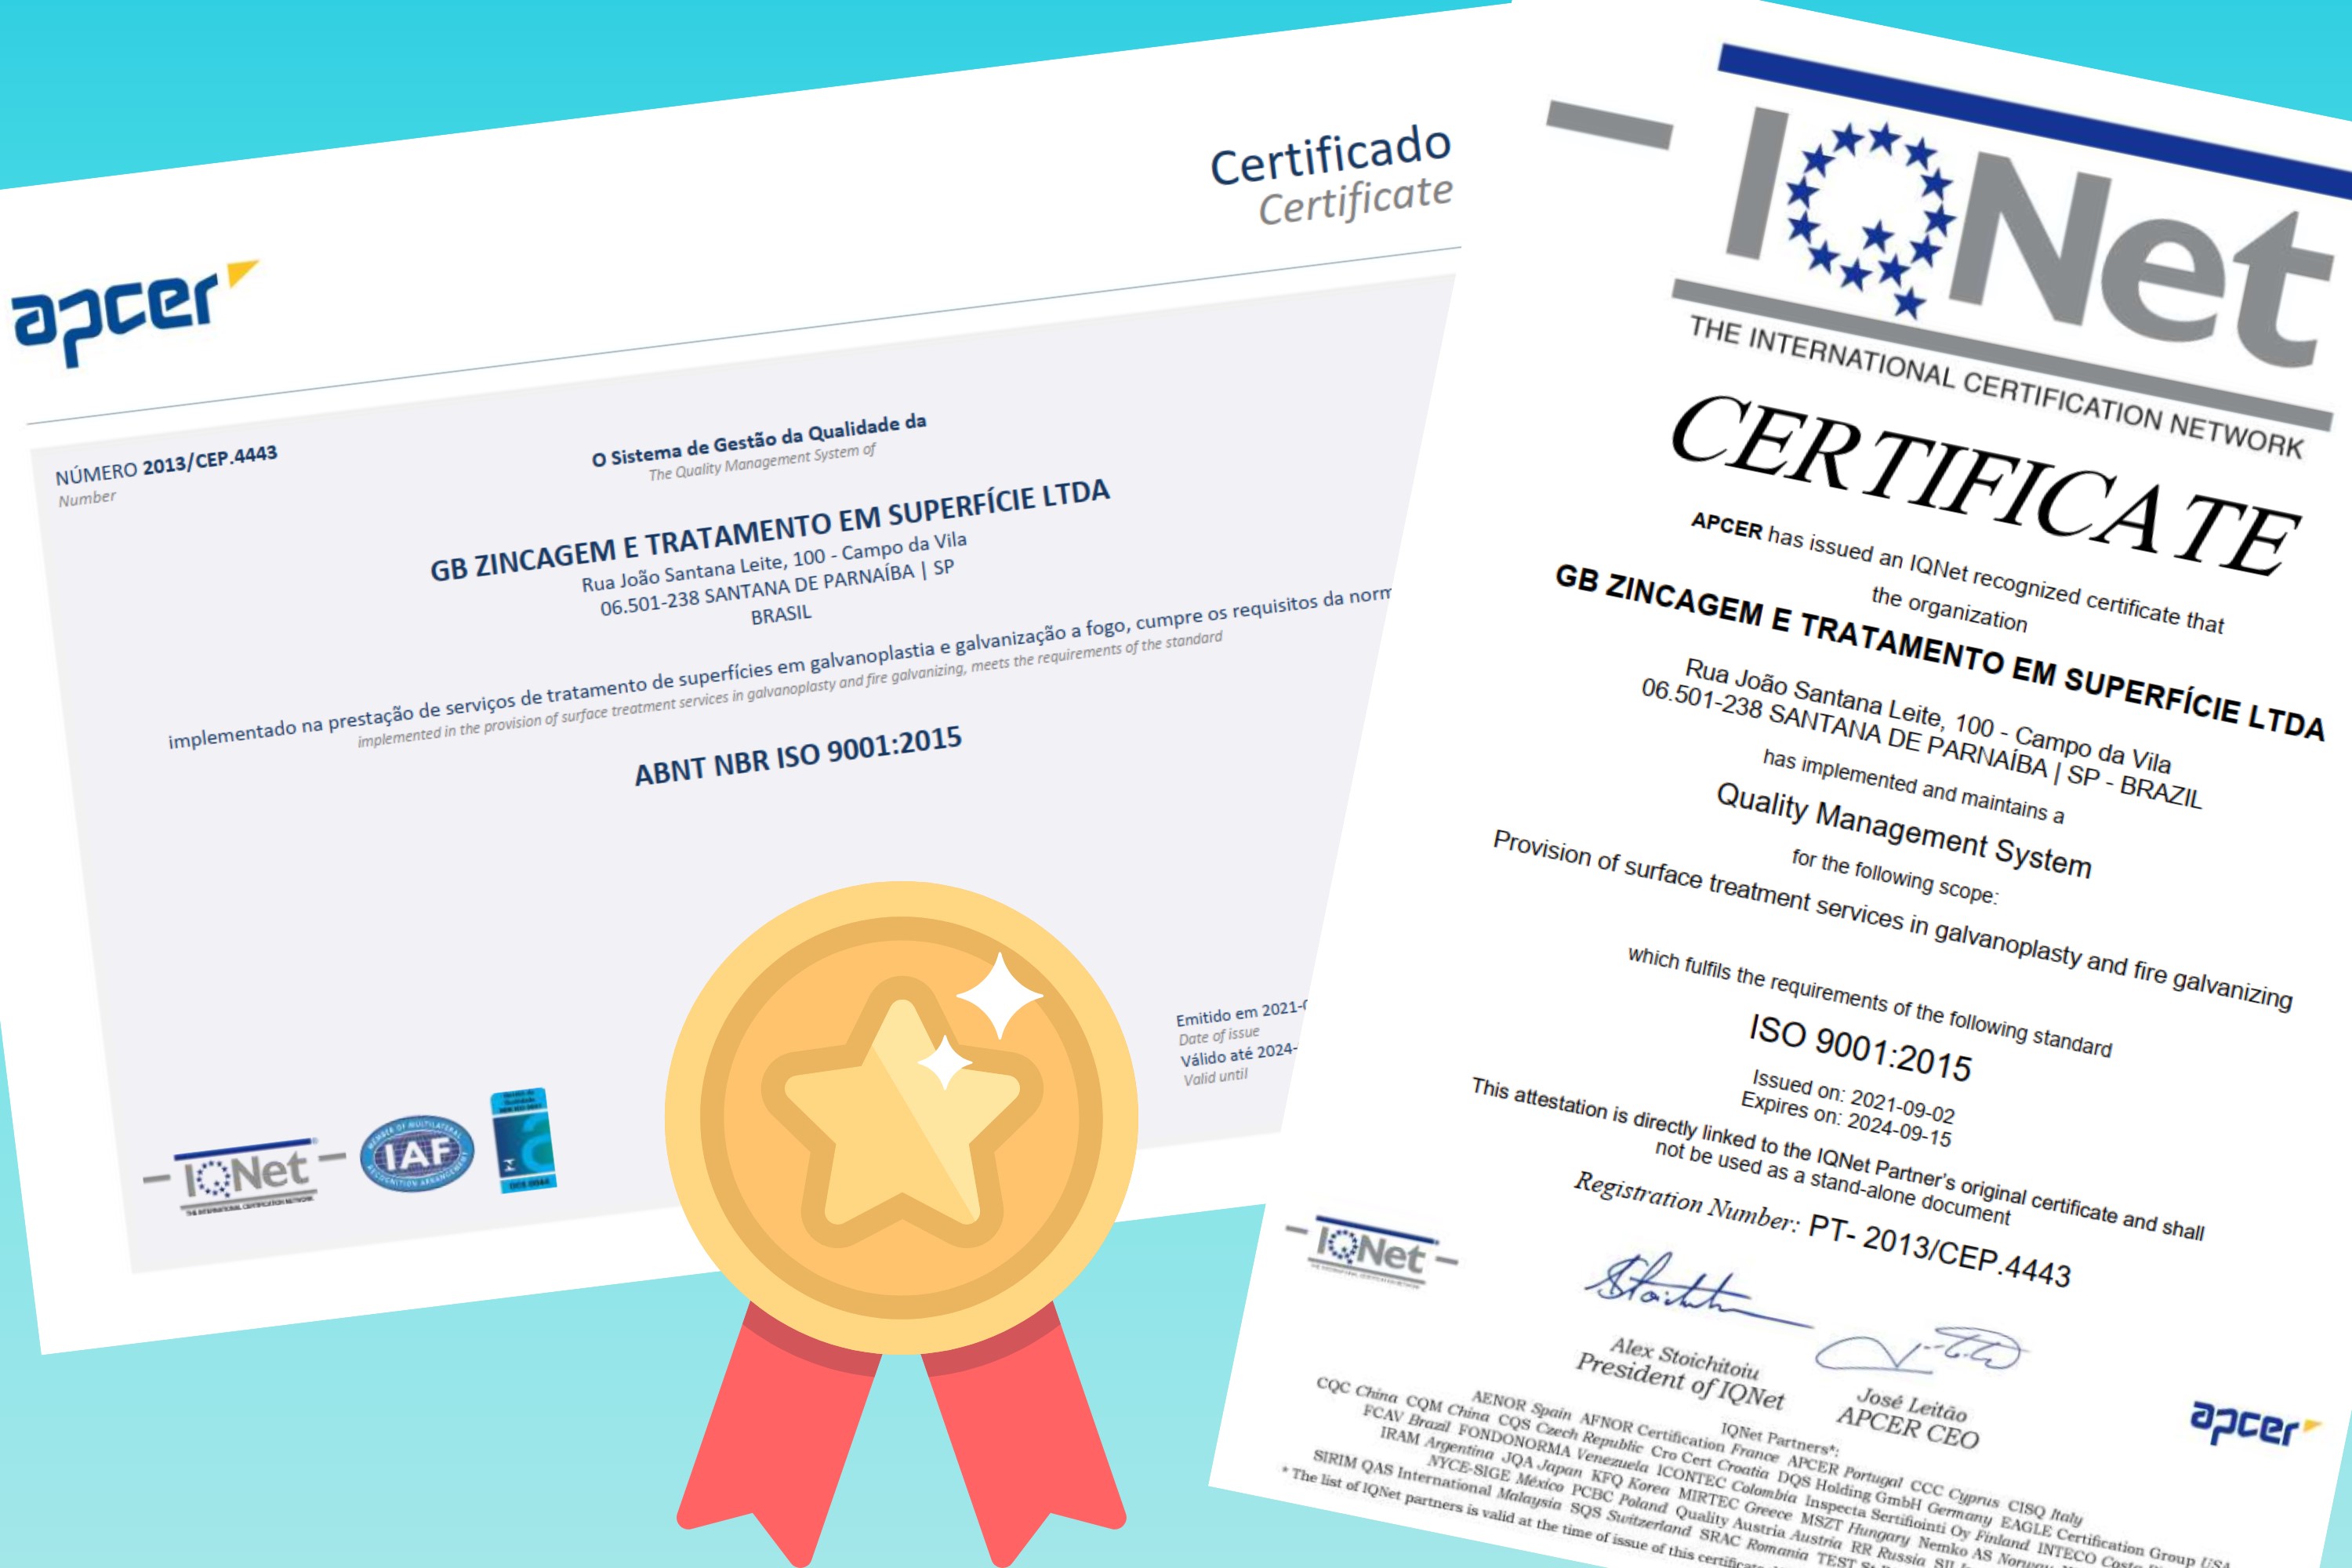 Certificado
Certificate
apcer
NÚMERO 2013/CEP.4443
Number
O Sistema de Gestão da Qualidade da
The Quality Management System of
GB ZINCAGEM E TRATAMENTO EM SUPERFÍCIE LTDA
Rua João Santana Leite, 100 - Campo da Vila
06.501-238 SANTANA DE PARNAÍBA | SP
BRASIL
implementado na prestação de serviços de tratamento de superfícies em galvanoplastia e galvanização a fogo, cumpre os requisitos da norm
implemented in the provision of surface treatment services in galvanoplasty and fire galvanizing, meets the requirements of the standard
ABNT NBR ISO 9001:2015
Emitido em 2021-0
Date of issue
Válido até 2024-
Valid until
IQNet
THE INTERNATIONAL CERTIFICATION NETWORK
MEMBER OF MULTILATERAL
IAF
RECOGNITION ARRANGEMENT
IQNet
THE INTERNATIONAL CERTIFICATION NETWORK
CERTIFICATE
APCER has issued an IQNet recognized certificate that
the organization
GB ZINCAGEM E TRATAMENTO EM SUPERFÍCIE LTDA
Rua João Santana Leite, 100 - Campo da Vila
06.501-238 SANTANA DE PARNAÍBA | SP - BRAZIL
has implemented and maintains a
Quality Management System
for the following scope:
Provision of surface treatment services in galvanoplasty and fire galvanizing
which fulfils the requirements of the following standard
ISO 9001:2015
Issued on: 2021-09-02
Expires on: 2024-09-15
This attestation is directly linked to the IQNet Partner's original certificate and shall
not be used as a stand-alone document
Registration Number: PT- 2013/CEP.4443
IQNet
Alex Stoichitoiu
President of IQNet
José Leitão
APCER CEO
apcer
IQNet Partners*:
AENOR Spain AFNOR Certification France APCER Portugal CCC Cyprus CISQ Italy
CQC China CQM China CQS Czech Republic Cro Cert Croatia DQS Holding GmbH Germany EAGLE Certification Group USA
FCAV Brazil FONDONORMA Venezuela ICONTEC Colombia Inspecta Sertifiointi Oy Finland INTECO Costa
IRAM Argentina JQA Japan KFQ Korea MIRTEC Greece MSZT Hungary Nemko AS Norway
NYCE-SIGE México PCBC Poland Quality Austria Austria RR Russia SII
SIRIM QAS International Malaysia SQS Switzerland SRAC Romania TEST
* The list of IQNet partners is valid at the time of issue of this certificate.